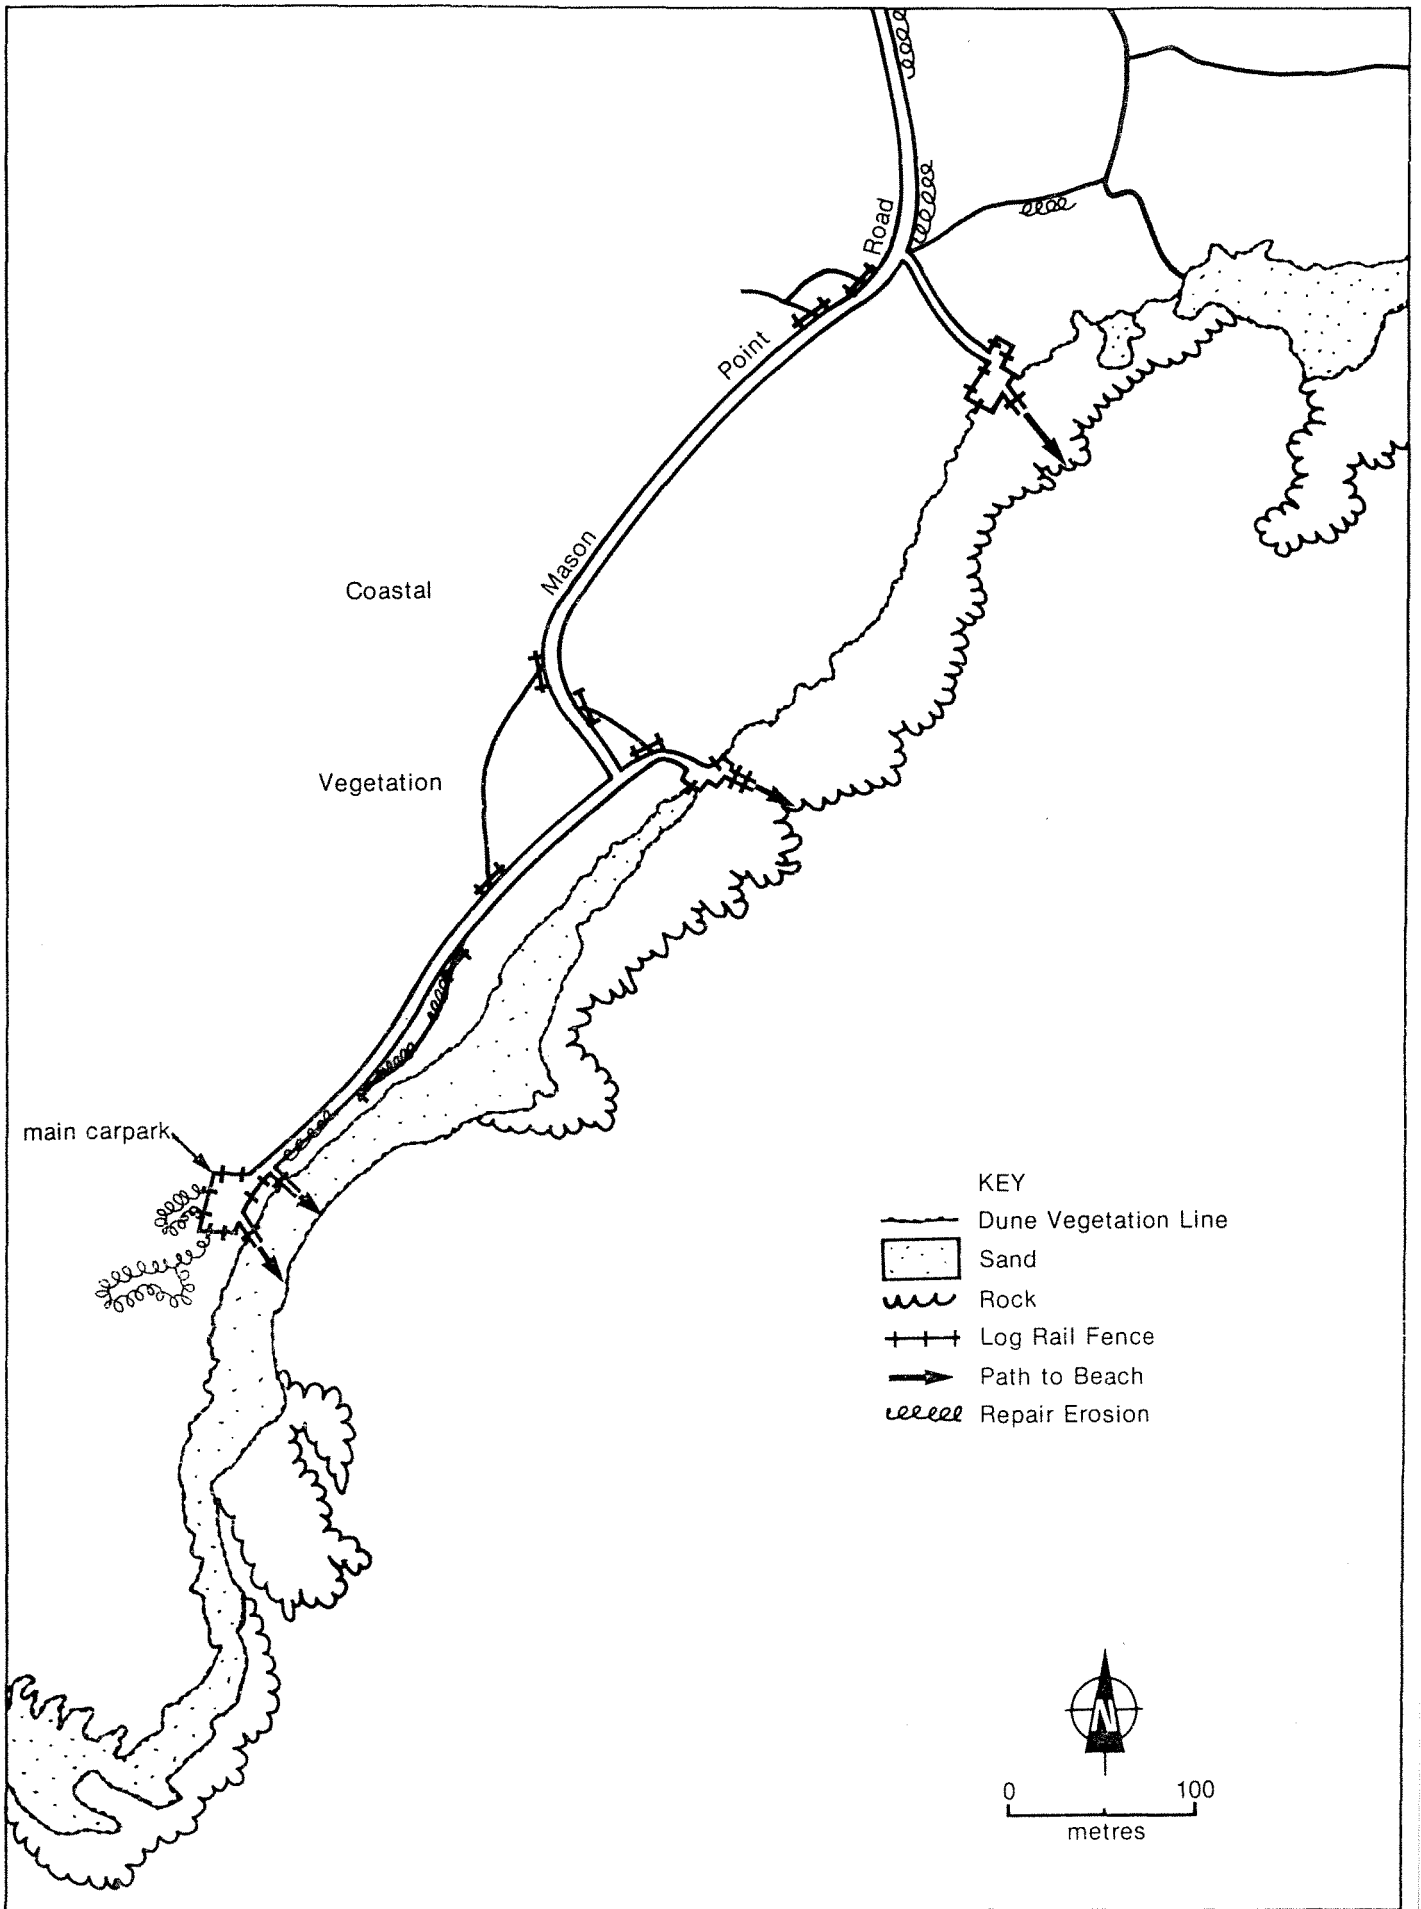 Road
Point
Mason
Coastal
Vegetation
main carpark
KEY
Dune Vegetation Line
Sand
Rock
Log Rail Fence
Path to Beach
Repair Erosion
N
0 100
metres